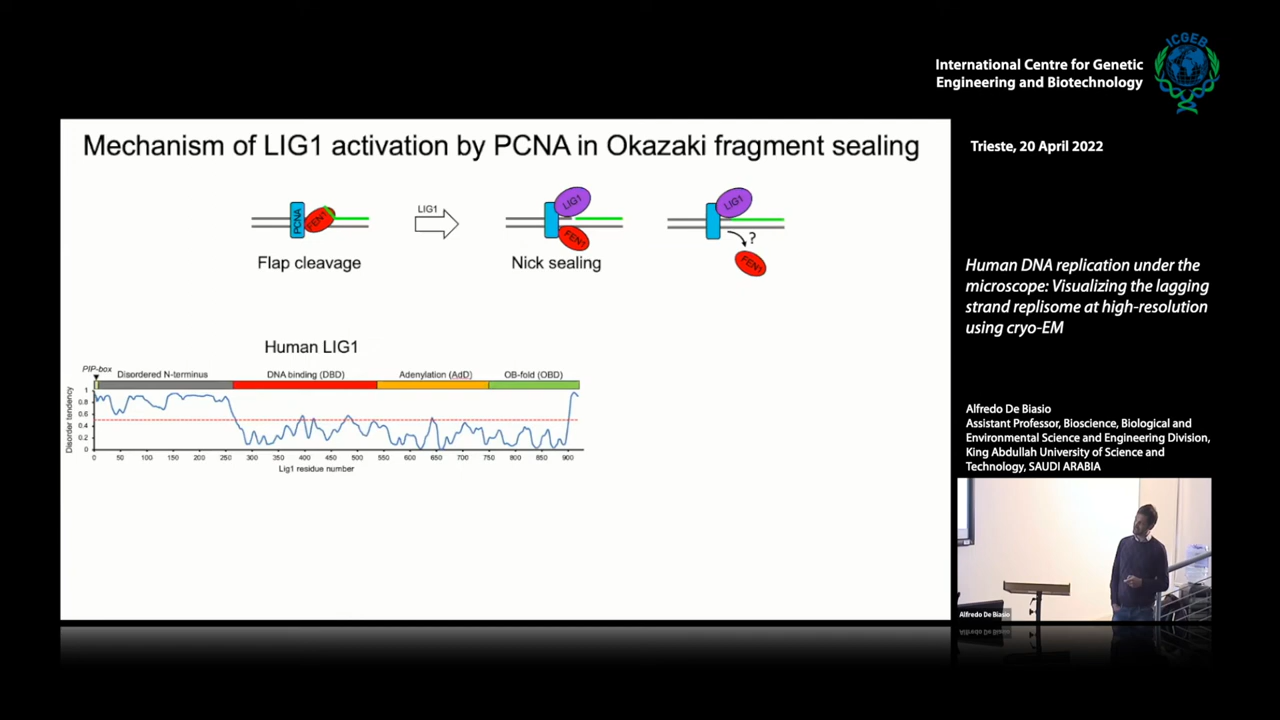 ICGEB
International Centre for Genetic
Engineering and Biotechnology
Trieste, 20 April 2022
Mechanism of LIG1 activation by PCNA in Okazaki fragment sealing
PCNA
FEN1
LIG1
LIG1
FEN1
LIG1
?
FEN1
Flap cleavage
Nick sealing
Human LIG1
PIP-box
Disordered N-terminus
DNA binding (DBD)
Adenylation (AdD)
OB-fold (OBD)
Disorder tendency
1
0.8
0.6
0.4
0.2
0
0 50 100 150 200 250 300 350 400 450 500 550 600 650 700 750 800 850 900
Lig1 residue number
Human DNA replication under the
microscope: Visualizing the lagging
strand replisome at high-resolution
using cryo-EM
Alfredo De Biasio
Assistant Professor, Bioscience, Biological and
Environmental Science and Engineering Division,
King Abdullah University of Science and
Technology, SAUDI ARABIA
Alfredo De Biasio